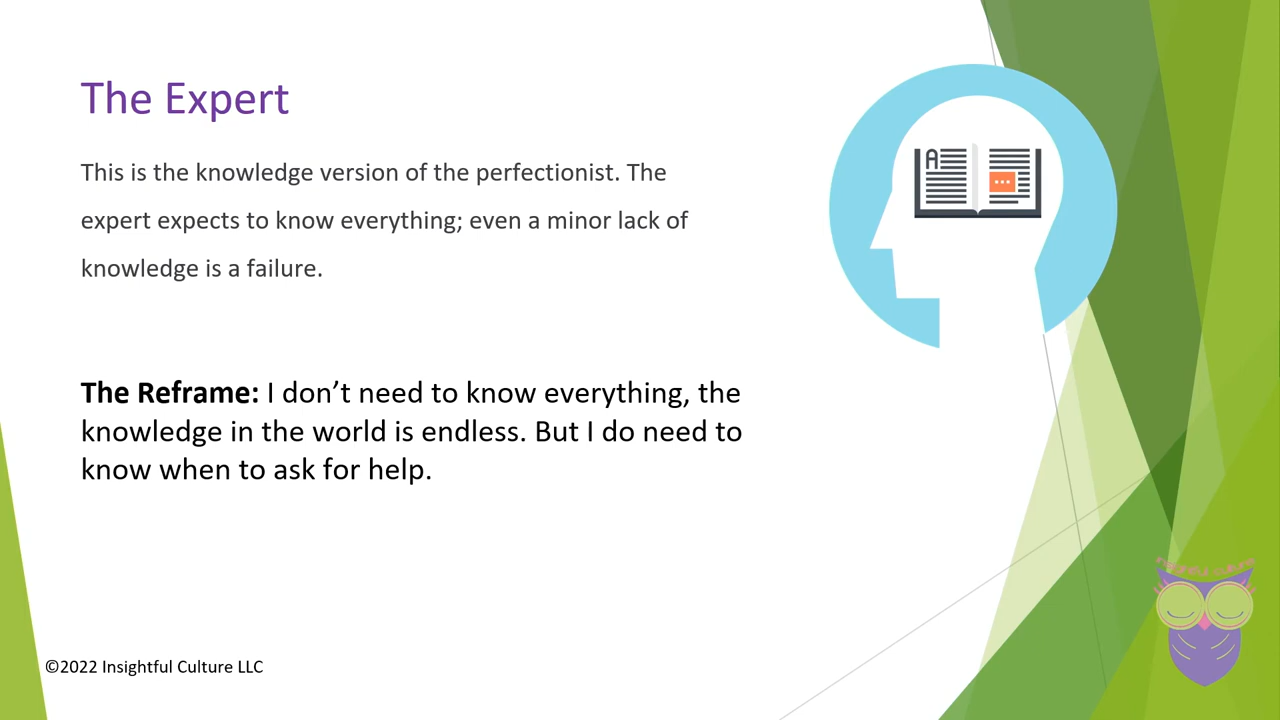 The Expert
This is the knowledge version of the perfectionist. The
expert expects to know everything; even a minor lack of
knowledge is a failure.
The Reframe: I don’t need to know everything, the
knowledge in the world is endless. But I do need to
know when to ask for help.
A
insightful culture
©2022 Insightful Culture LLC